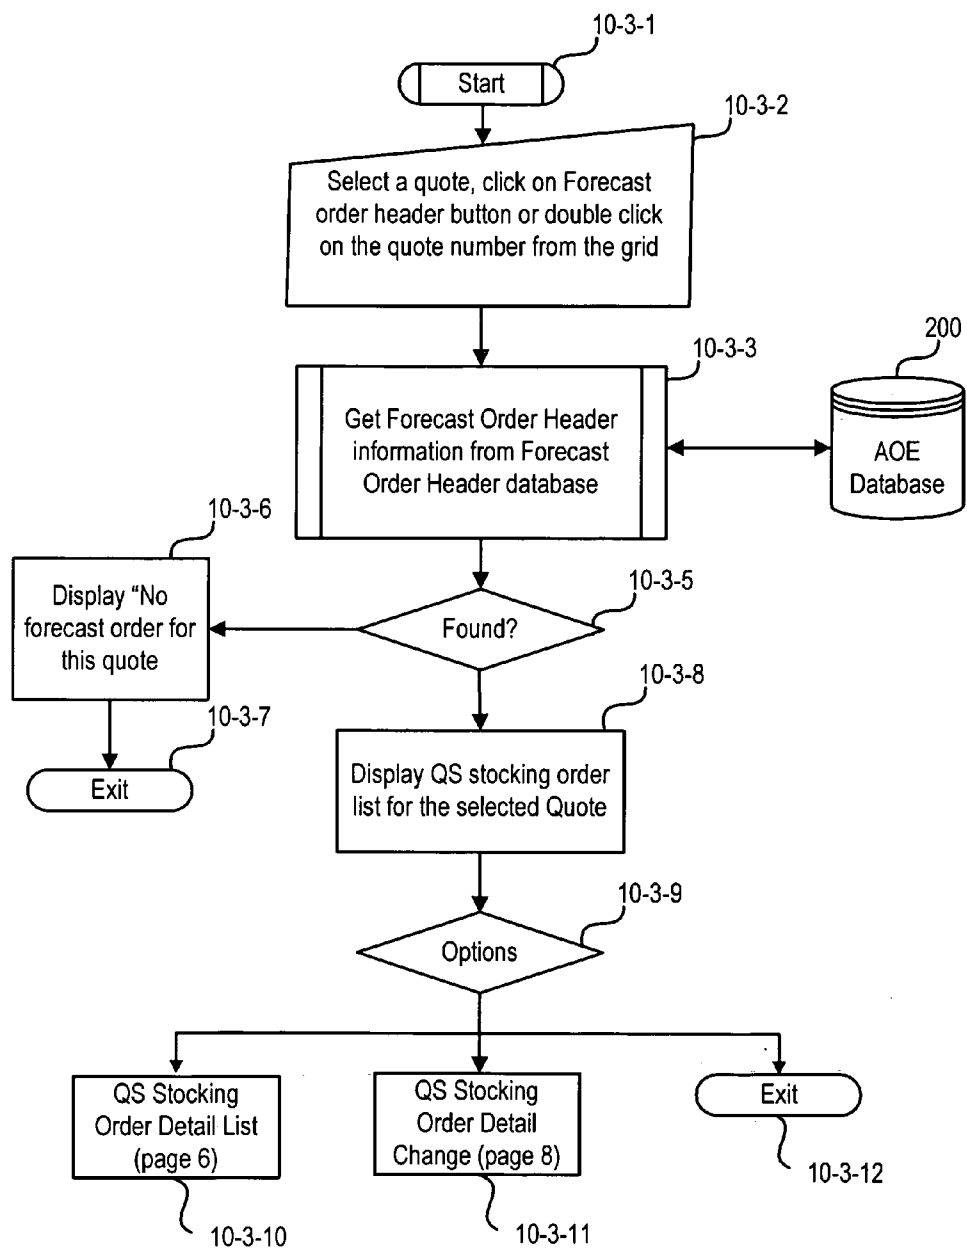 10-3-1
Start
10-3-2
Select a quote, click on Forecast
order header button or double click
on the quote number from the grid
10-3-3
200
Get Forecast Order Header
information from Forecast
Order Header database
AOE
Database
10-3-6
Display “No
forecast order for
this quote
10-3-5
Found?
10-3-7
Exit
10-3-8
Display QS stocking order
list for the selected Quote
10-3-9
Options
QS Stocking
Order Detail List
(page 6)
QS Stocking
Order Detail
Change (page 8)
Exit
10-3-10
10-3-11
10-3-12